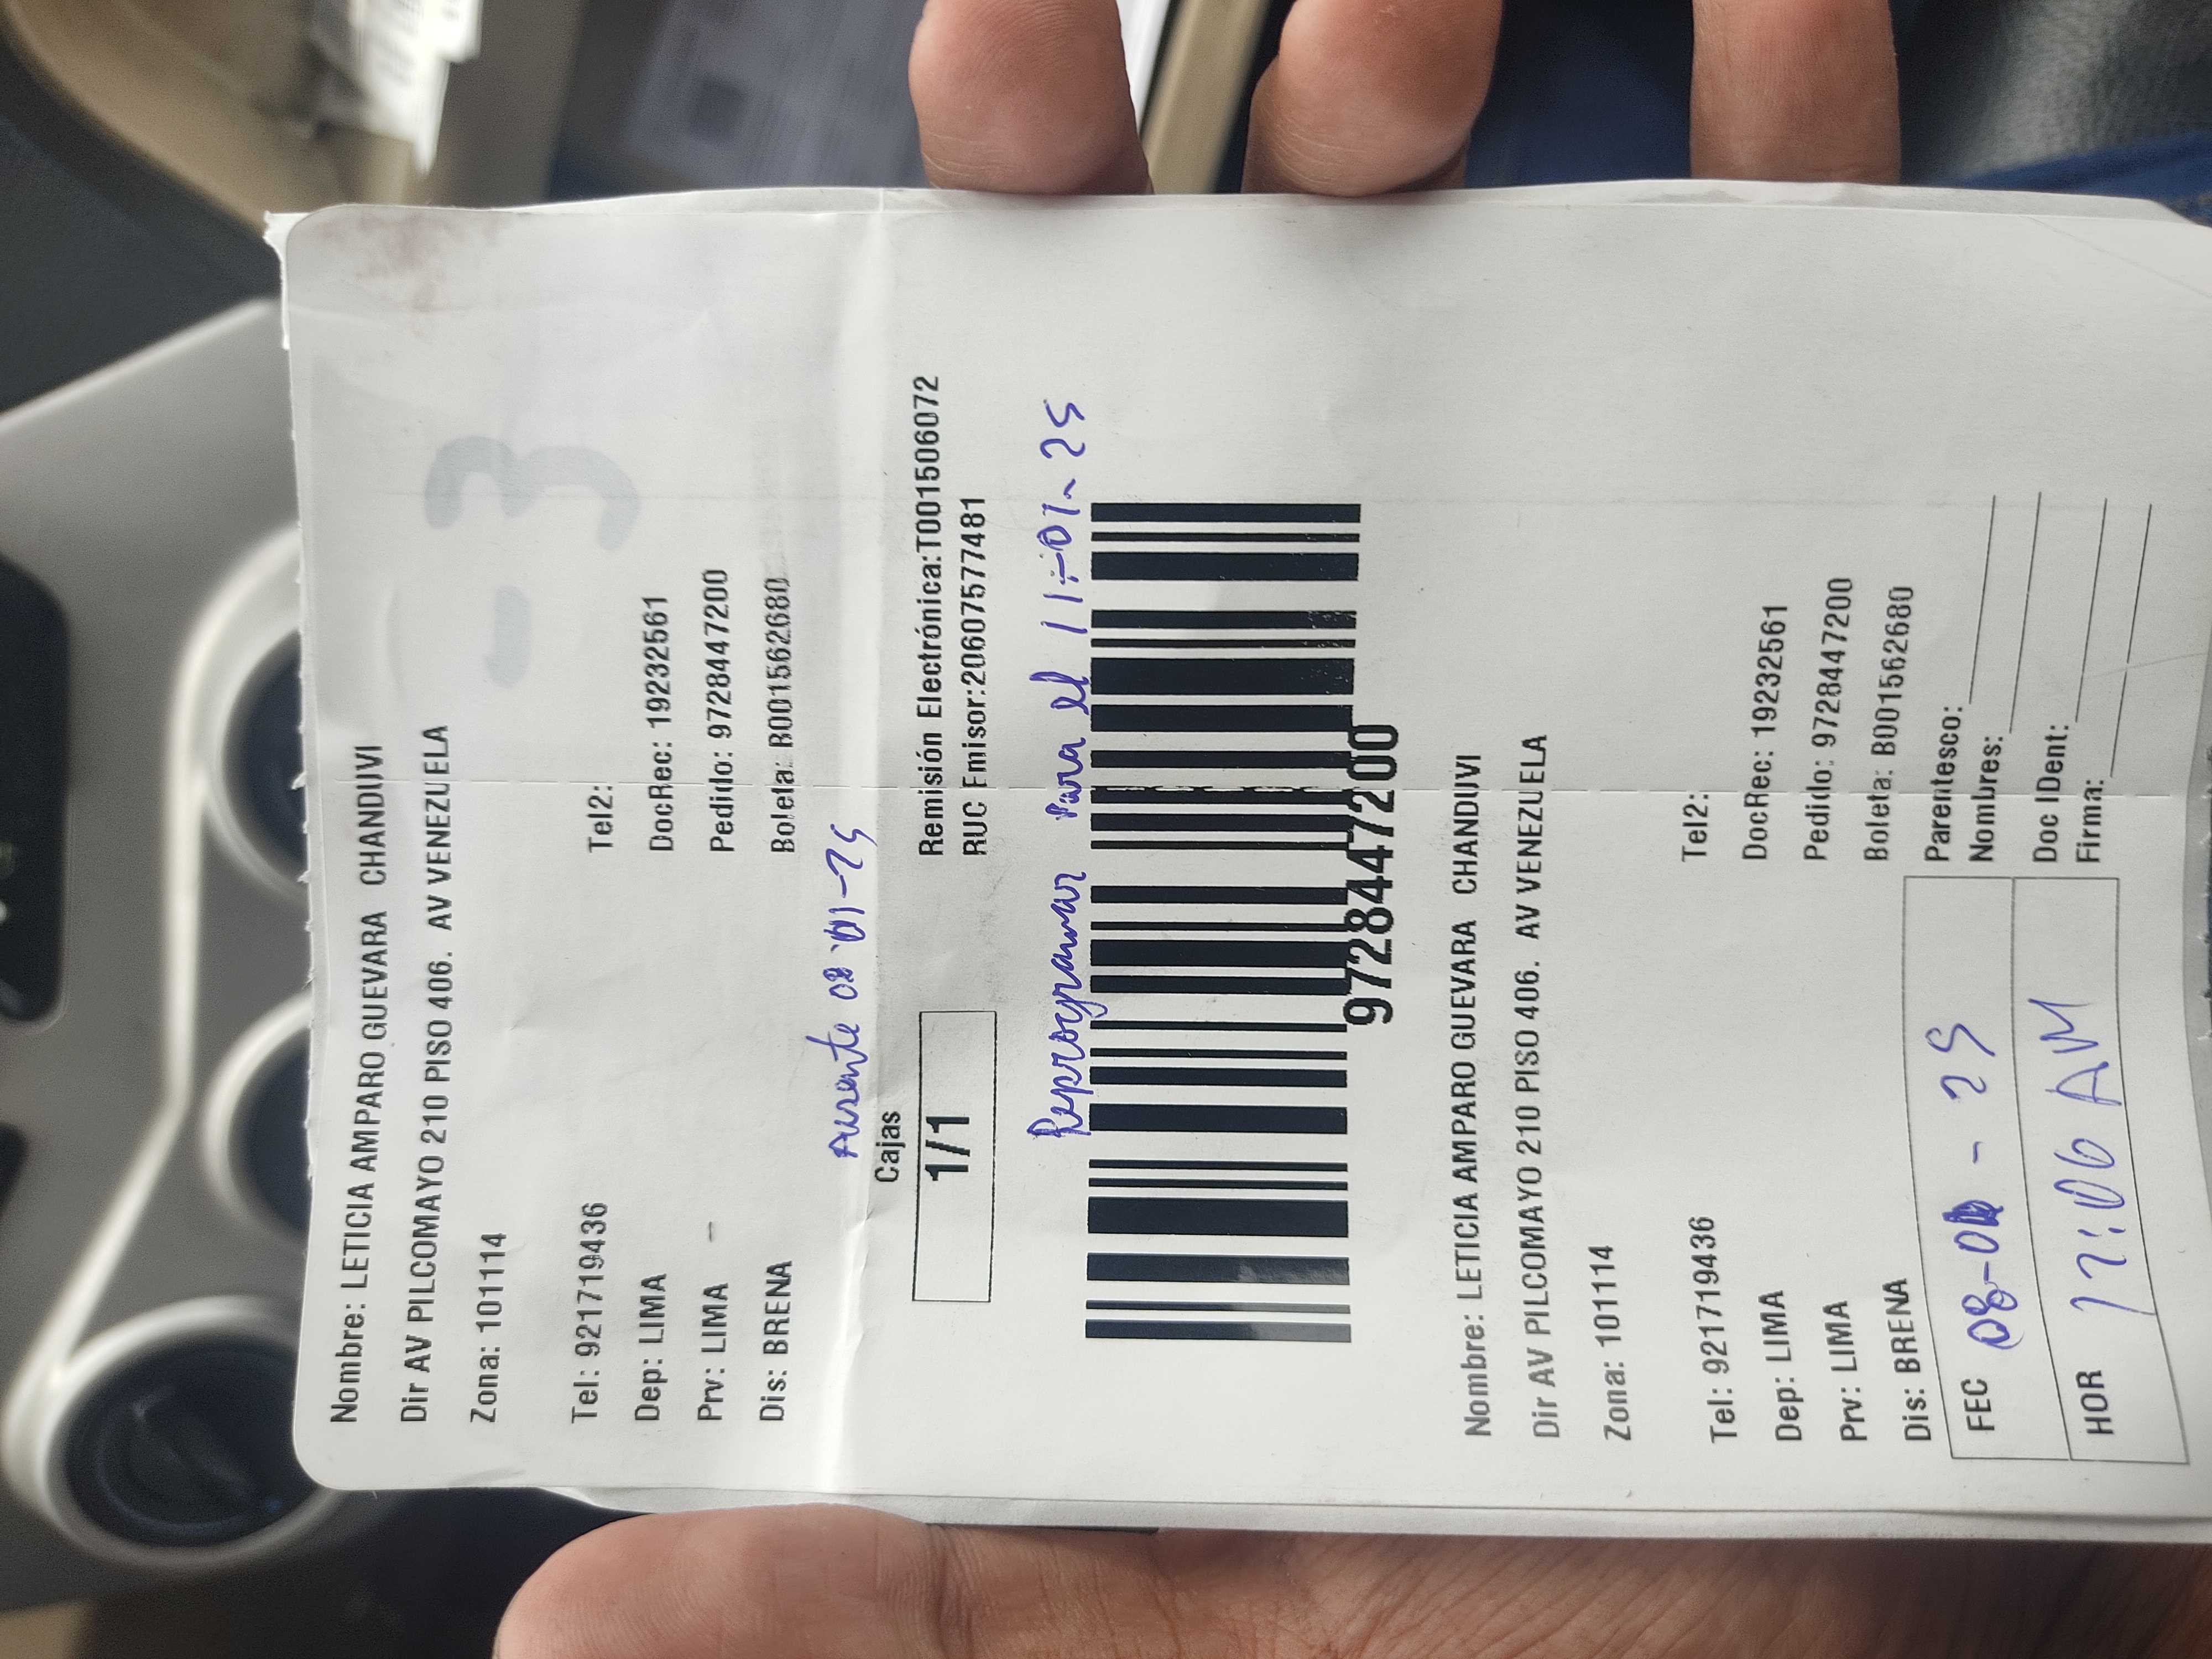 Nombre: LETICIA AMPARO GUEVARA CHANDUVI
Dir AV PILCOMAYO 210 PISO 406. AV VENEZUELA
Zona: 101114
Tel: 921719436 Tel2:
Dep: LIMA DocRec: 19232561
Prv: LIMA - Pedido: 9728447200
Dis: BRENA Boleta: B001562680
Ausente 08-01-25
Cajas
1/1
Remisión Electrónica:T001506072
RUC Emisor:20607577481
Reprogramar para el 11-01-25
9728447200
Nombre: LETICIA AMPARO GUEVARA CHANDUVI
Dir AV PILCOMAYO 210 PISO 406. AV VENEZUELA
Zona: 101114
Tel: 921719436 Tel2:
Dep: LIMA DocRec: 19232561
Prv: LIMA Pedido: 9728447200
Dis: BRENA Boleta: B001562680
FEC 08-01-25
HOR 11:06 AM
Parentesco:
Nombres:
Doc IDent:
Firma: